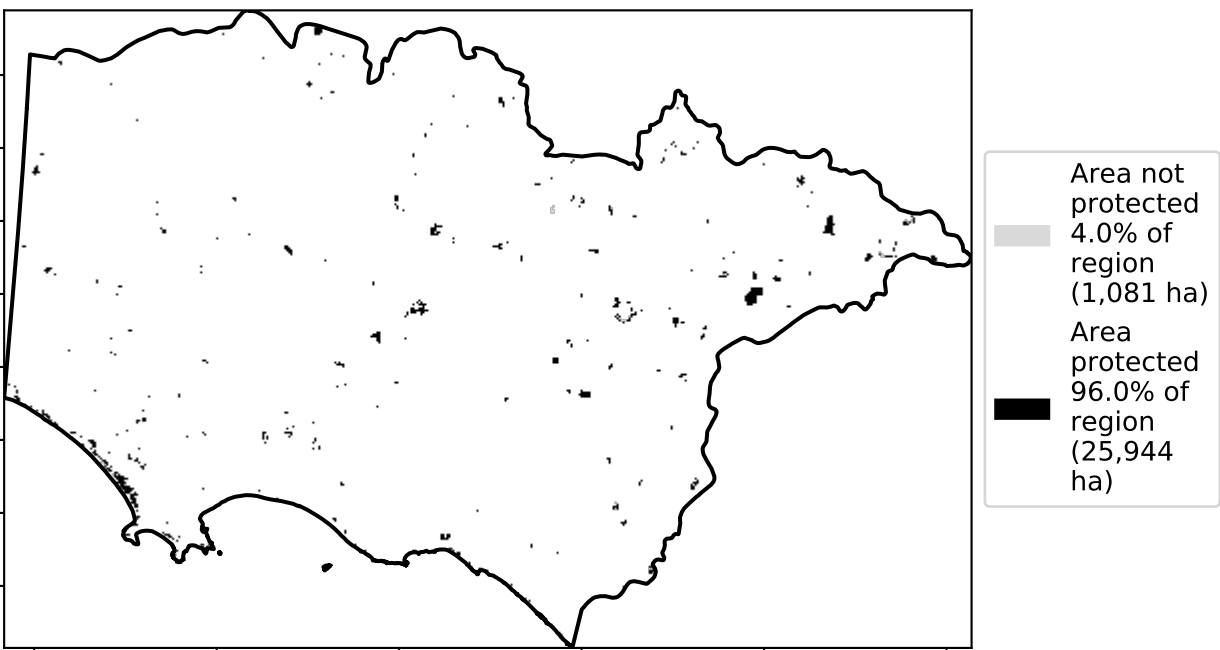 Area not
protected
4.0% of
region
(1,081 ha)
Area
protected
96.0% of
region
(25,944
ha)